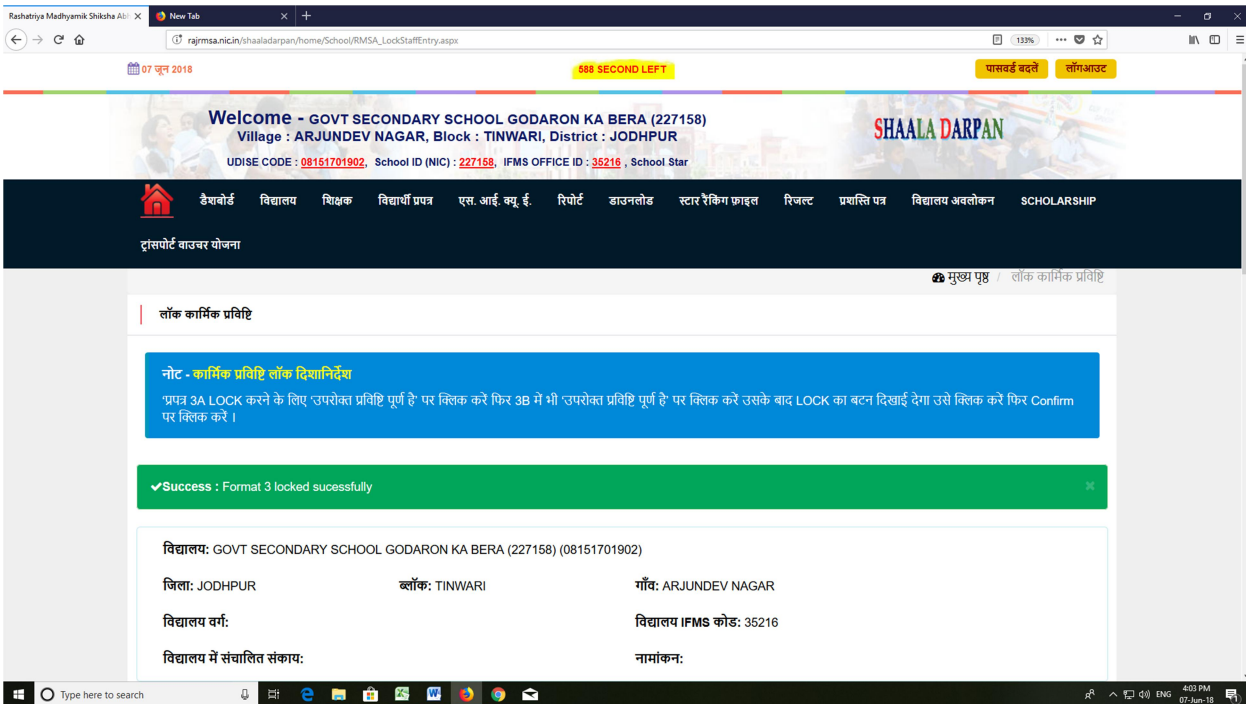 Rashatriya Madhyamik Shiksha Abh
New Tab
rajrmsa.nic.in/shaaladarpan/home/School/RMSA_LockStaffEntry.aspx
133%
07 जून 2018
588 SECOND LEFT
पासवर्ड बदलें
लॉगआउट
Welcome - GOVT SECONDARY SCHOOL GODARON KA BERA (227158)
Village : ARJUNDEV NAGAR, Block : TINWARI, District : JODHPUR
UDISE CODE : 08151701902, School ID (NIC) : 227158, IFMS OFFICE ID : 35216 , School Star
SHAALA DARPAN
डैशबोर्ड विद्यालय शिक्षक विद्यार्थी प्रपत्र एस. आई. क्यू. ई. रिपोर्ट डाउनलोड स्टार रैंकिंग फ़ाइल रिजल्ट प्रशस्ति पत्र विद्यालय अवलोकन SCHOLARSHIP
ट्रांसपोर्ट वाउचर योजना
मुख्य पृष्ठ / लॉक कार्मिक प्रविष्टि
लॉक कार्मिक प्रविष्टि
नोट - कार्मिक प्रविष्टि लॉक दिशानिर्देश
'प्रपत्र 3A LOCK करने के लिए 'उपरोक्त प्रविष्टि पूर्ण है' पर क्लिक करें फिर 3B में भी 'उपरोक्त प्रविष्टि पूर्ण है' पर क्लिक करें उसके बाद LOCK का बटन दिखाई देगा उसे क्लिक करें फिर Confirm
पर क्लिक करें ।
Success : Format 3 locked sucessfully
विद्यालय: GOVT SECONDARY SCHOOL GODARON KA BERA (227158) (08151701902)
जिला: JODHPUR ब्लॉक: TINWARI गाँव: ARJUNDEV NAGAR
विद्यालय वर्ग: विद्यालय IFMS कोड: 35216
विद्यालय में संचालित संकाय: नामांकन:
Type here to search
ENG
4:03 PM
07-Jun-18